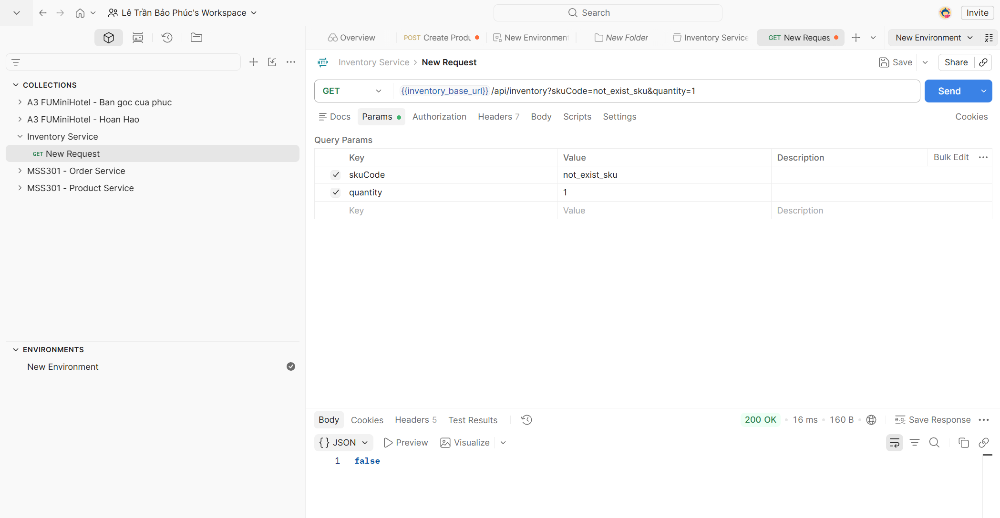 Lê Trần Bảo Phúc's Workspace
Search
Invite
Overview
POST Create Produ
New Environment
New Folder
Inventory Service
GET New Reques
New Environment
Inventory Service > New Request
Save
Share
COLLECTIONS
A3 FUMiniHotel - Ban goc cua phuc
A3 FUMiniHotel - Hoan Hao
Inventory Service
GET New Request
MSS301 - Order Service
MSS301 - Product Service
ENVIRONMENTS
New Environment
HTTP
GET
{{inventory_base_url}} /api/inventory?skuCode=not_exist_sku&quantity=1
Send
Docs
Params
Authorization
Headers 7
Body
Scripts
Settings
Cookies
Query Params
Key Value Description Bulk Edit
skuCode not_exist_sku
quantity 1
Key Value Description
Body
Cookies
Headers 5
Test Results
200 OK
16 ms
160 B
e.g. Save Response
{} JSON
Preview
Visualize
1 false